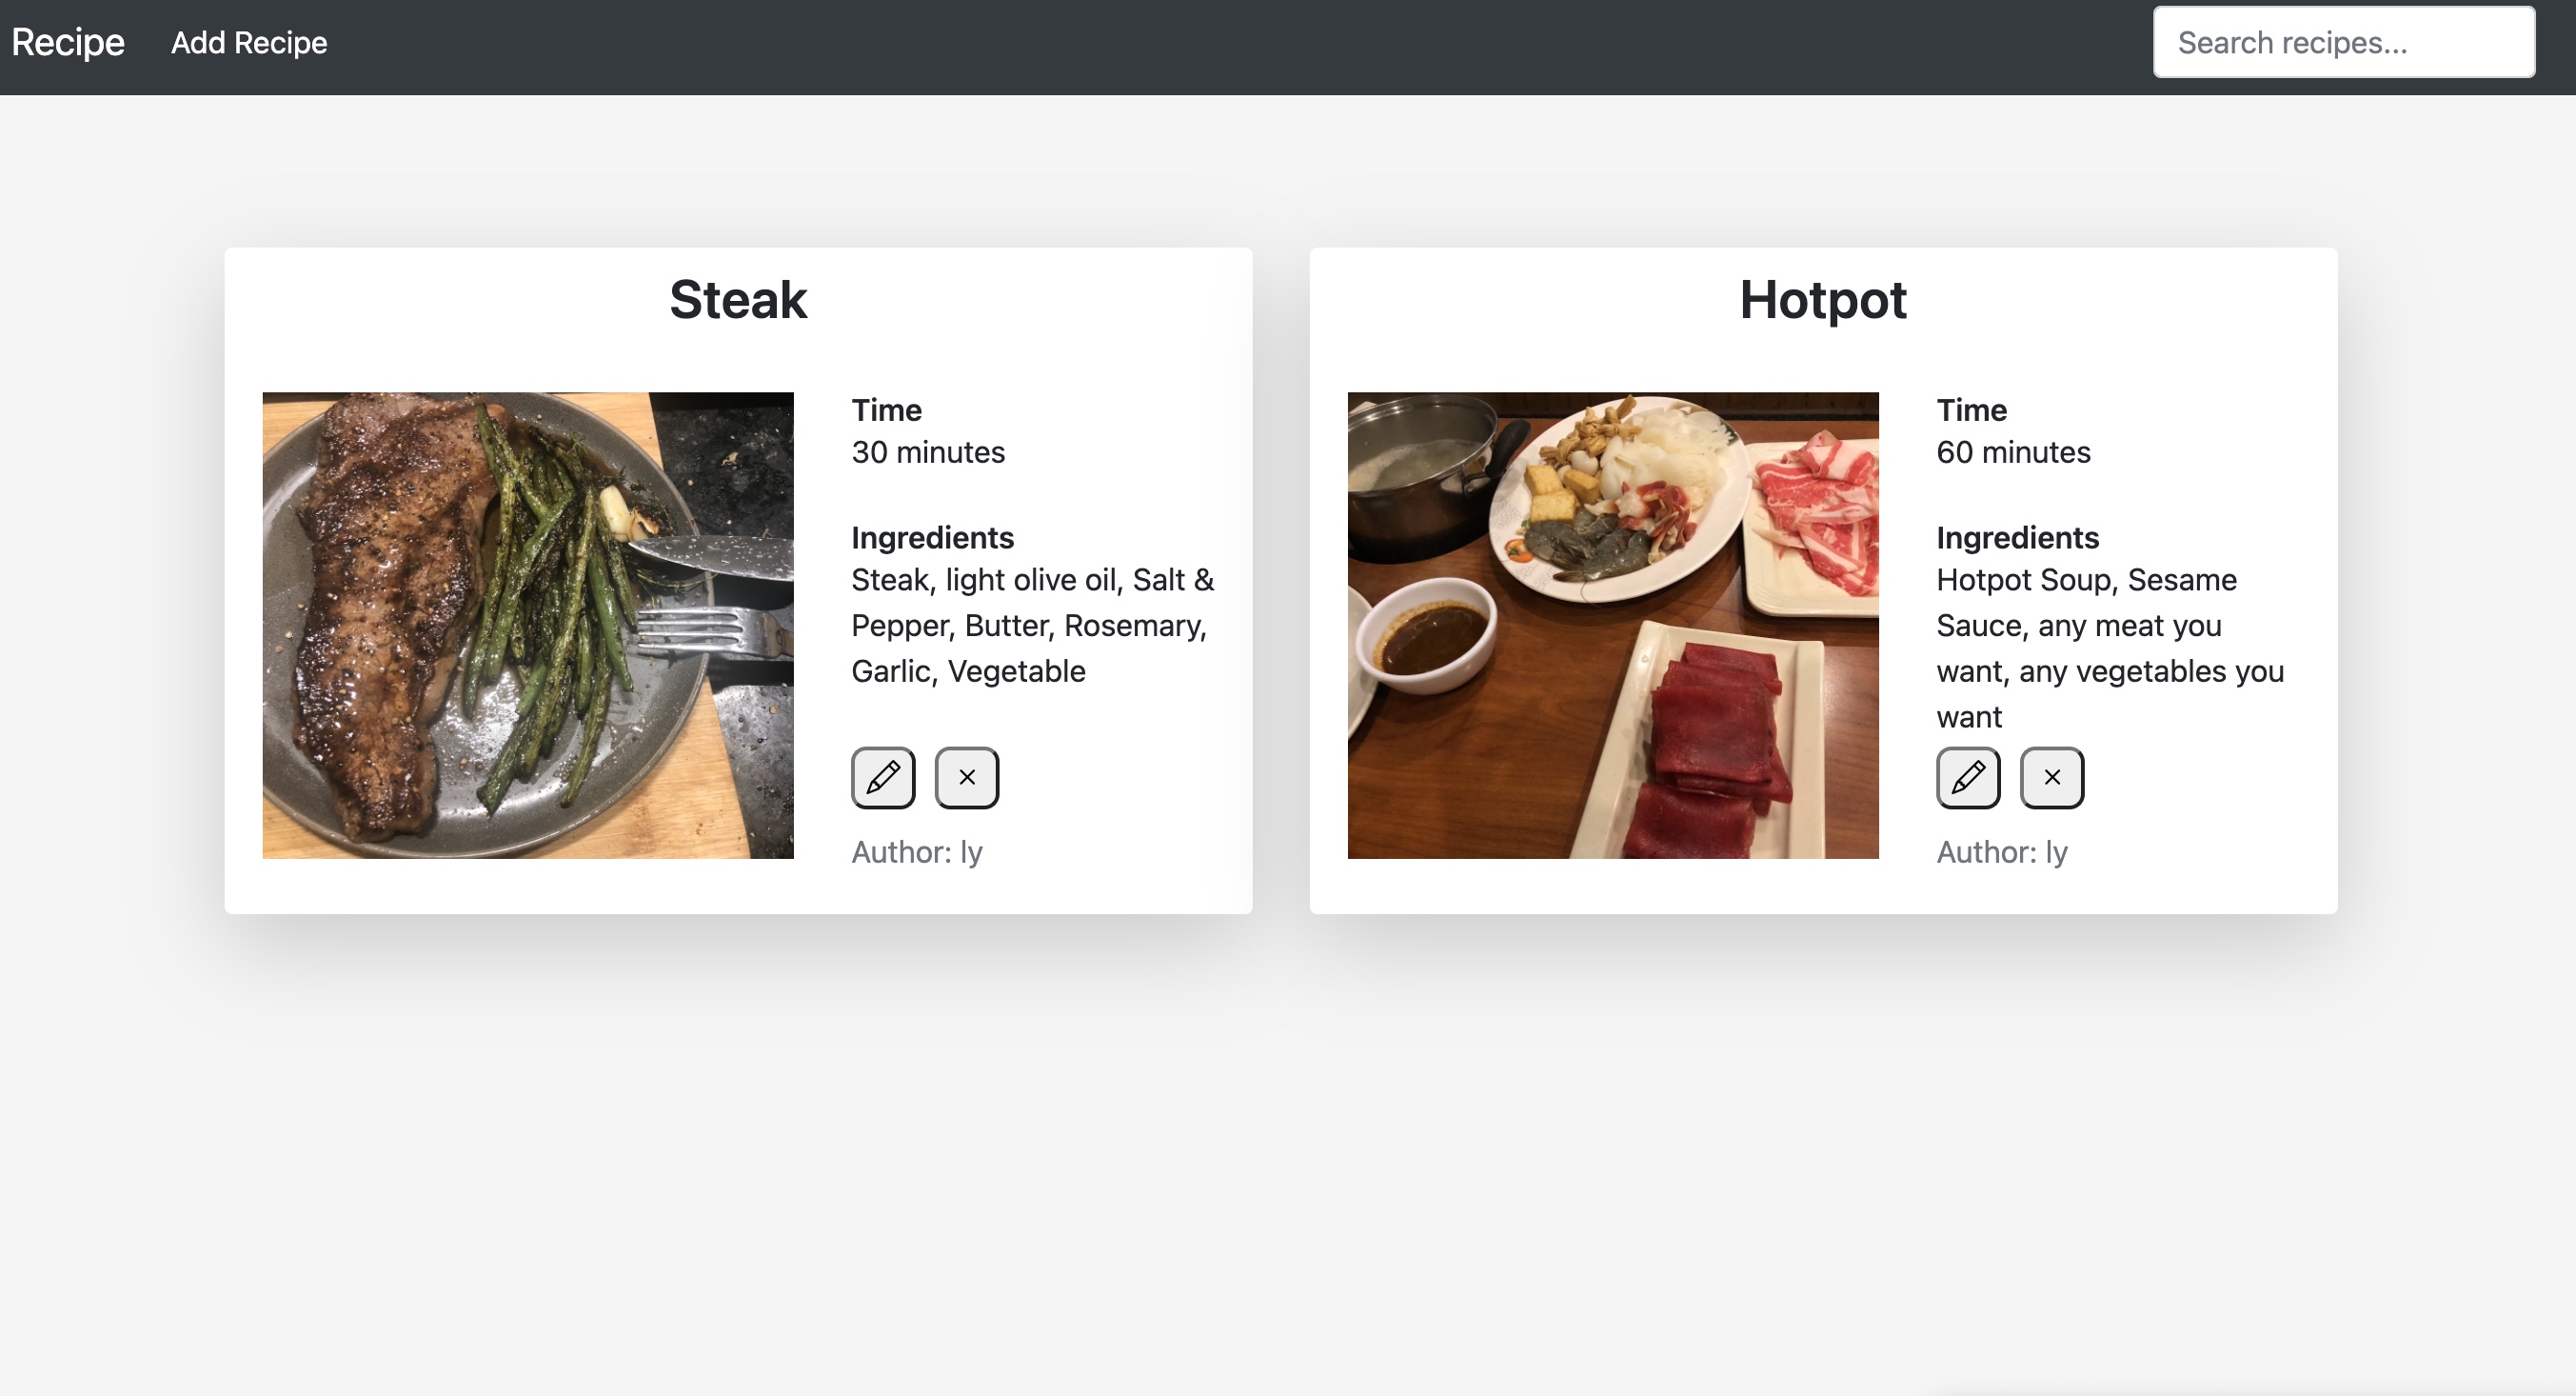 Recipe
Add Recipe
Search recipes...
Steak
Time
30 minutes
Ingredients
Steak, light olive oil, Salt &
Pepper, Butter, Rosemary,
Garlic, Vegetable
Author: ly
Hotpot
Time
60 minutes
Ingredients
Hotpot Soup, Sesame
Sauce, any meat you
want, any vegetables you
want
Author: ly